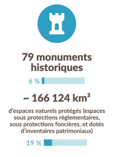 79 monuments
historiques
6 %
~ 166 124 km²
d'espaces naturels protégés (espaces
sous protections réglementaires,
sous protections foncières, et dotés
d'inventaires patrimoniaux)
19 %